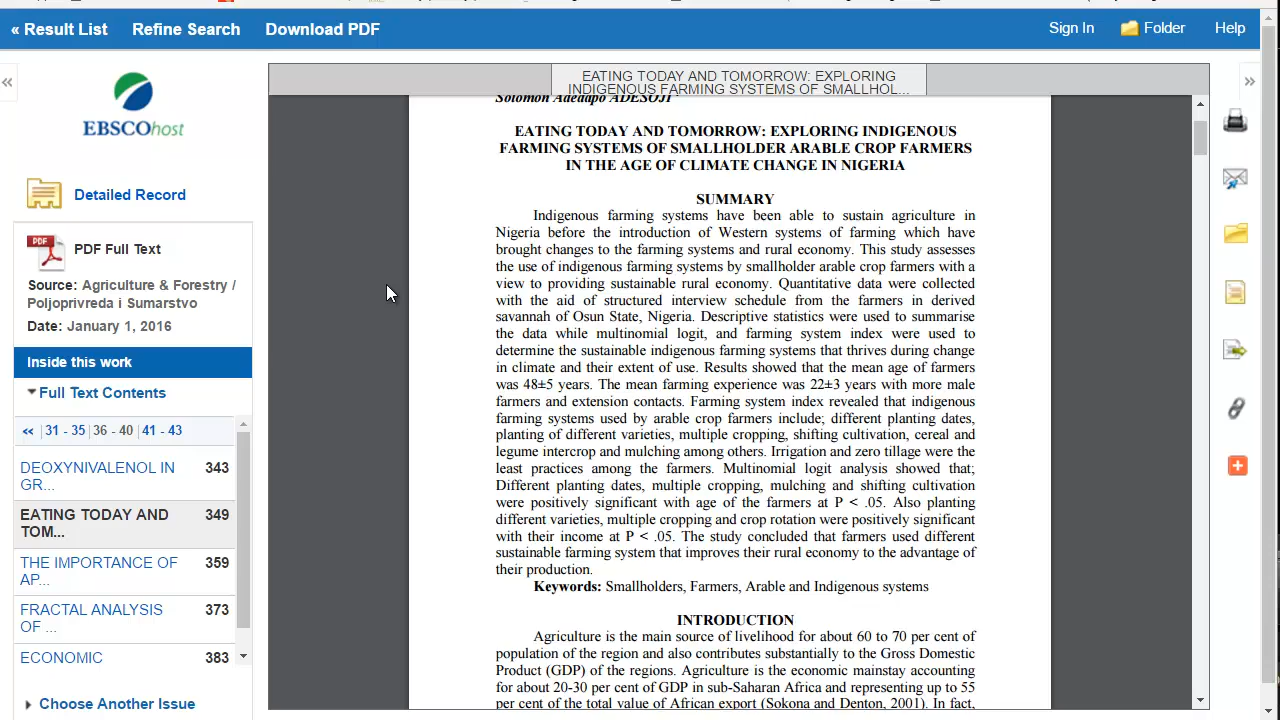 « Result List Refine Search Download PDF Sign In Folder Help
«
EBSCOhost
Detailed Record
PDF Full Text
Source: Agriculture & Forestry /
Poljoprivreda i Sumarstvo
Date: January 1, 2016
Inside this work
Full Text Contents
« | 31 - 35 | 36 - 40 | 41 - 43
DEOXYNIVALENOL IN GR... 343
EATING TODAY AND TOM... 349
THE IMPORTANCE OF AP... 359
FRACTAL ANALYSIS OF ... 373
ECONOMIC 383
Choose Another Issue
EATING TODAY AND TOMORROW: EXPLORING
INDIGENOUS FARMING SYSTEMS OF SMALLHOL...
»
Solomon Adedapo ADESOJI
EATING TODAY AND TOMORROW: EXPLORING INDIGENOUS
FARMING SYSTEMS OF SMALLHOLDER ARABLE CROP FARMERS
IN THE AGE OF CLIMATE CHANGE IN NIGERIA
SUMMARY
Indigenous farming systems have been able to sustain agriculture in
Nigeria before the introduction of Western systems of farming which have
brought changes to the farming systems and rural economy. This study assesses
the use of indigenous farming systems by smallholder arable crop farmers with a
view to providing sustainable rural economy. Quantitative data were collected
with the aid of structured interview schedule from the farmers in derived
savannah of Osun State, Nigeria. Descriptive statistics were used to summarise
the data while multinomial logit, and farming system index were used to
determine the sustainable indigenous farming systems that thrives during change
in climate and their extent of use. Results showed that the mean age of farmers
was 48±5 years. The mean farming experience was 22±3 years with more male
farmers and extension contacts. Farming system index revealed that indigenous
farming systems used by arable crop farmers include; different planting dates,
planting of different varieties, multiple cropping, shifting cultivation, cereal and
legume intercrop and mulching among others. Irrigation and zero tillage were the
least practices among the farmers. Multinomial logit analysis showed that;
Different planting dates, multiple cropping, mulching and shifting cultivation
were positively significant with age of the farmers at P < .05. Also planting
different varieties, multiple cropping and crop rotation were positively significant
with their income at P < .05. The study concluded that farmers used different
sustainable farming system that improves their rural economy to the advantage of
their production.
Keywords: Smallholders, Farmers, Arable and Indigenous systems
INTRODUCTION
Agriculture is the main source of livelihood for about 60 to 70 per cent of
population of the region and also contributes substantially to the Gross Domestic
Product (GDP) of the regions. Agriculture is the economic mainstay accounting
for about 20-30 per cent of GDP in sub-Saharan Africa and representing up to 55
per cent of the total value of African export (Sokona and Denton, 2001). In fact,